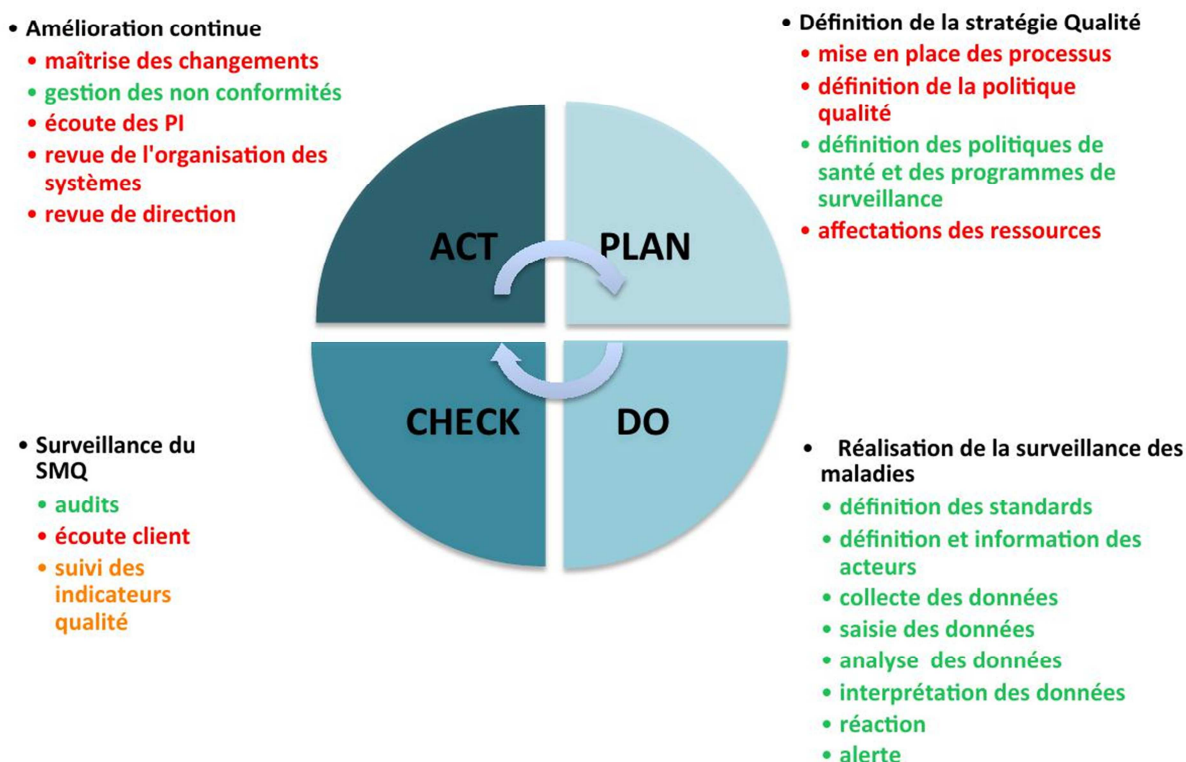 • Amélioration continue
• maîtrise des changements
• gestion des non conformités
• écoute des PI
• revue de l'organisation des
systèmes
• revue de direction
• Définition de la stratégie Qualité
• mise en place des processus
• définition de la politique
qualité
• définition des politiques de
santé et des programmes de
surveillance
• affectations des ressources
ACT
PLAN
CHECK
DO
• Surveillance du
SMQ
• audits
• écoute client
• suivi des
indicateurs
qualité
• Réalisation de la surveillance des
maladies
• définition des standards
• définition et information des
acteurs
• collecte des données
• saisie des données
• analyse des données
• interprétation des données
• réaction
• alerte